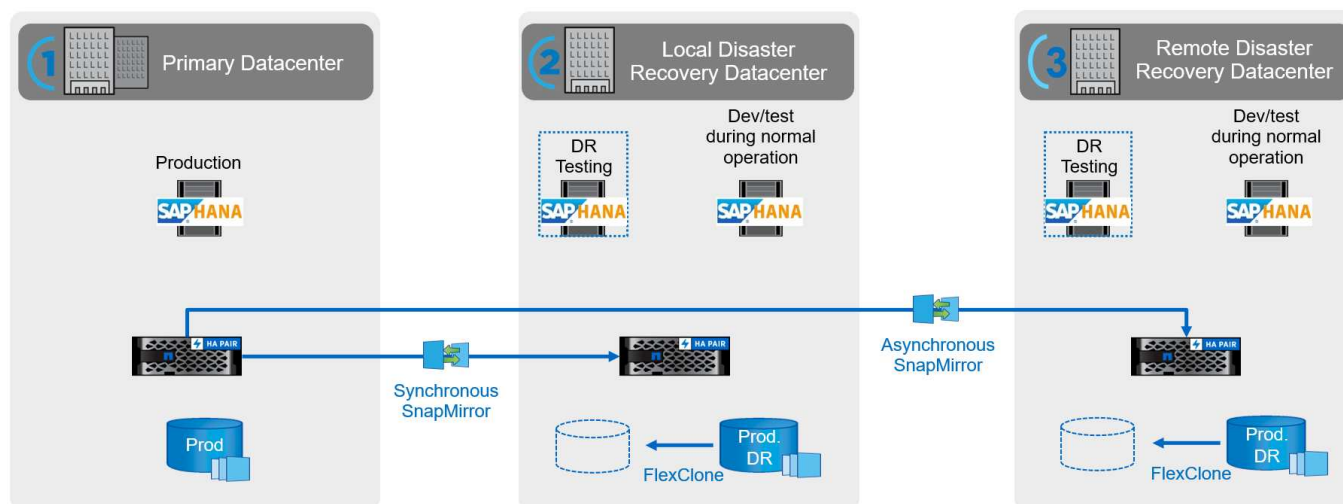 1
Primary Datacenter
Production
SAP HANA
HA PAIR
Prod
Synchronous
SnapMirror
2
Local Disaster
Recovery Datacenter
DR
Testing
SAP HANA
Dev/test
during normal
operation
SAP HANA
HA PAIR
FlexClone
Prod.
DR
Asynchronous
SnapMirror
3
Remote Disaster
Recovery Datacenter
DR
Testing
SAP HANA
Dev/test
during normal
operation
SAP HANA
HA PAIR
FlexClone
Prod.
DR